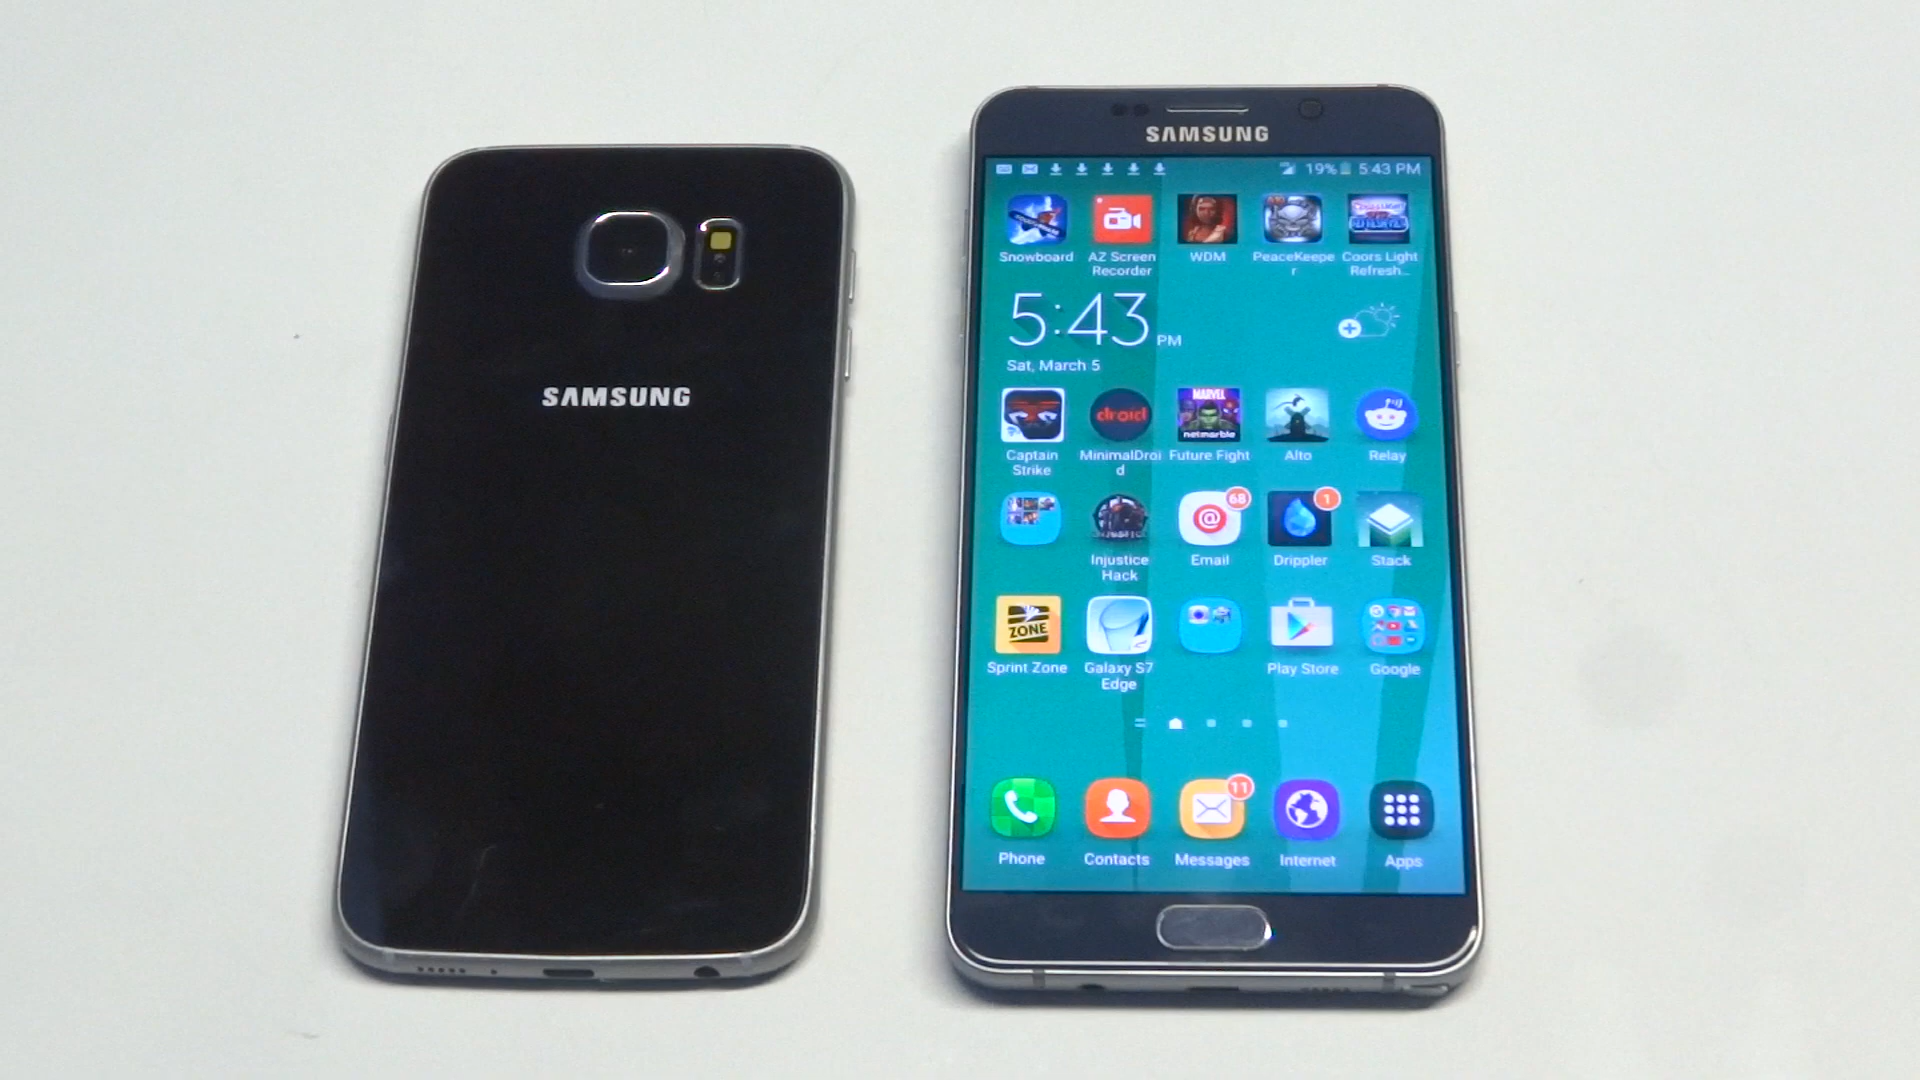 SAMSUNG
SAMSUNG
19% 5:43 PM
Snowboard
AZ Screen
Recorder
WDM
PeaceKeepe
r
Coors Light
Refresh...
5:43 PM
Sat, March 5
droid
MARVEL
netmarble
Captain
Strike
MinimalDroi
d
Future Fight
Alto
Relay
68
1
INJUSTICE
Injustice
Hack
Email
Drippler
Stack
ZONE
Sprint Zone
Galaxy S7
Edge
Play Store
Google
11
Phone
Contacts
Messages
Internet
Apps